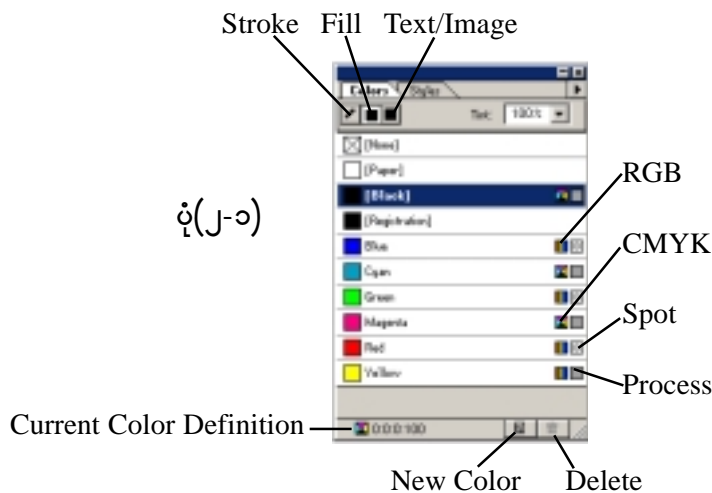 Stroke Fill Text/Image
Colors Styles
Tint: 100%
[None]
[Paper]
[Black]
[Registration]
Blue
Cyan
Green
Magenta
Red
Yellow
0:0:0:100
RGB
CMYK
Spot
Process
ပုံ(၂-၁)
Current Color Definition
New Color Delete